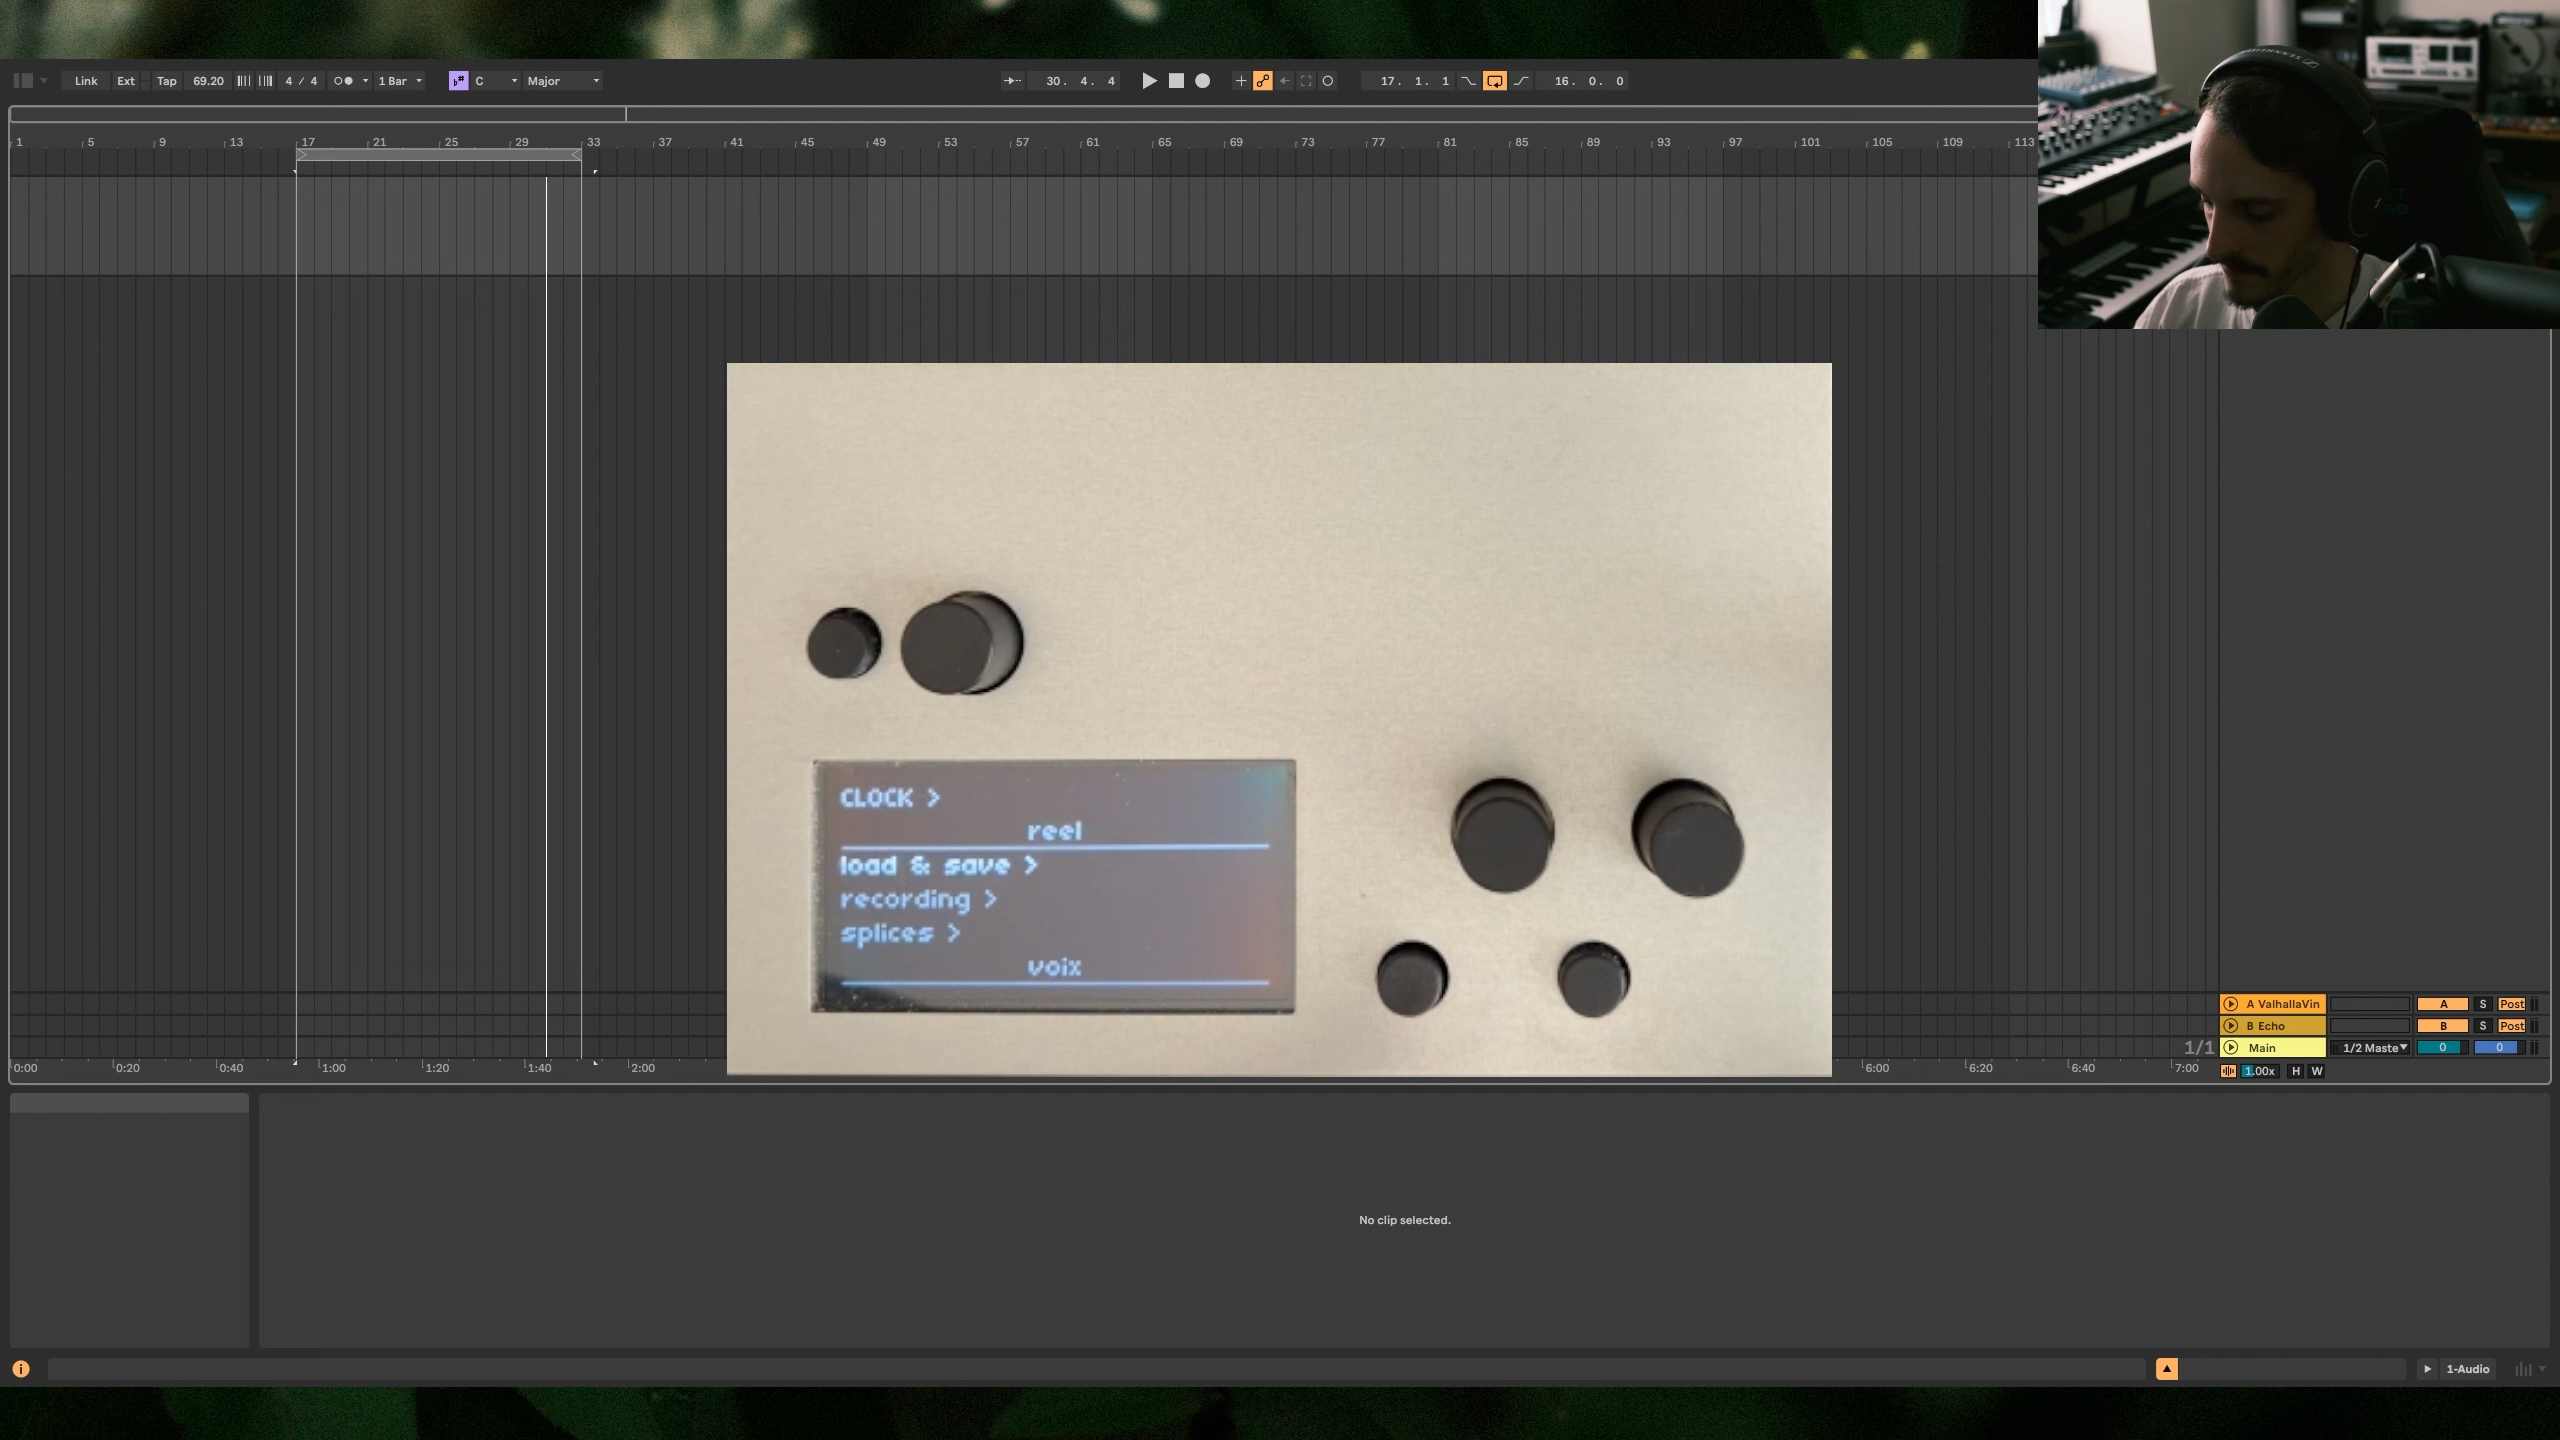 Link Ext Tap 69.20 4 / 4 1 Bar C Major 30. 4. 4 17. 1. 1 16. 0. 0
1 5 9 13 17 21 25 29 33 37 41 45 49 53 57 61 65 69 73 77 81 85 89 93 97 101 105 109 113
CLOCK >
reel
load & save >
recording >
splices >
voix
A ValhallaVin A S Post
B Echo B S Post
1/1 Main 1/2 Maste 0 0
0:00 0:20 0:40 1:00 1:20 1:40 2:00 6:00 6:20 6:40 7:00 1.00x H W
No clip selected.
1-Audio